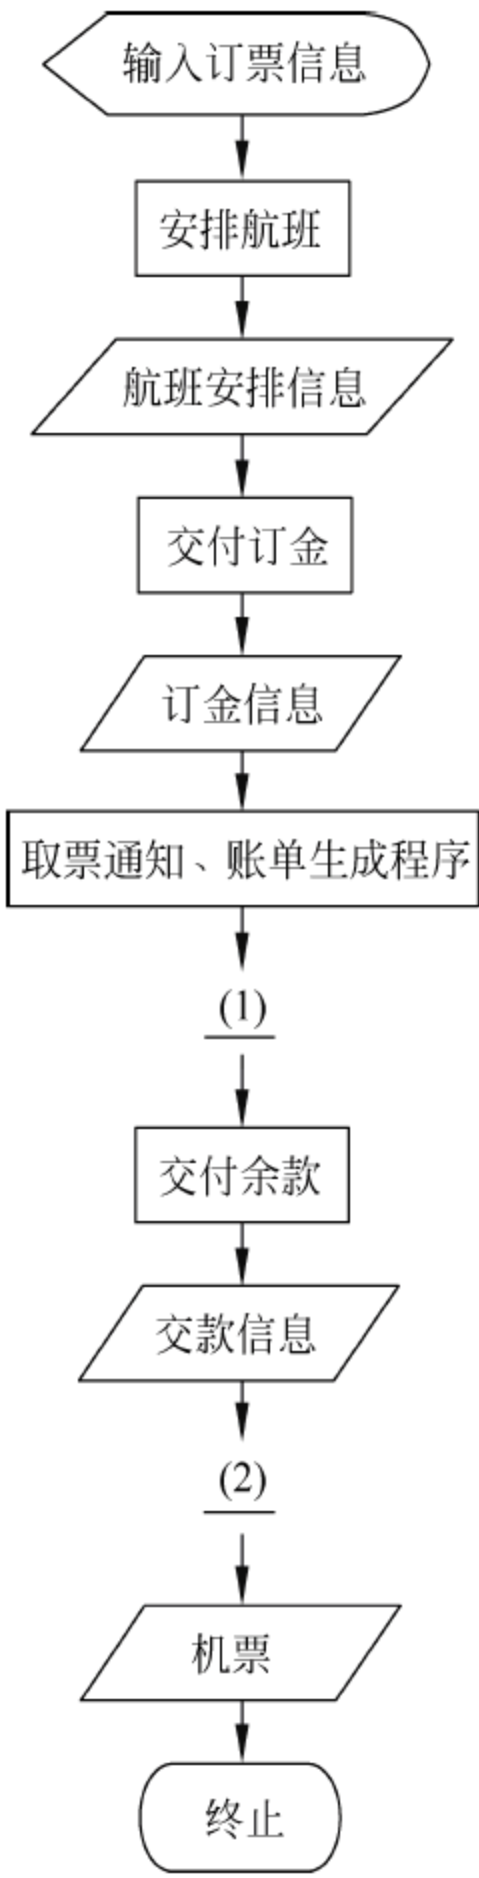 输入订票信息
安排航班
航班安排信息
交付订金
订金信息
取票通知、账单生成程序
(1)
交付余款
交款信息
(2)
机票
终止